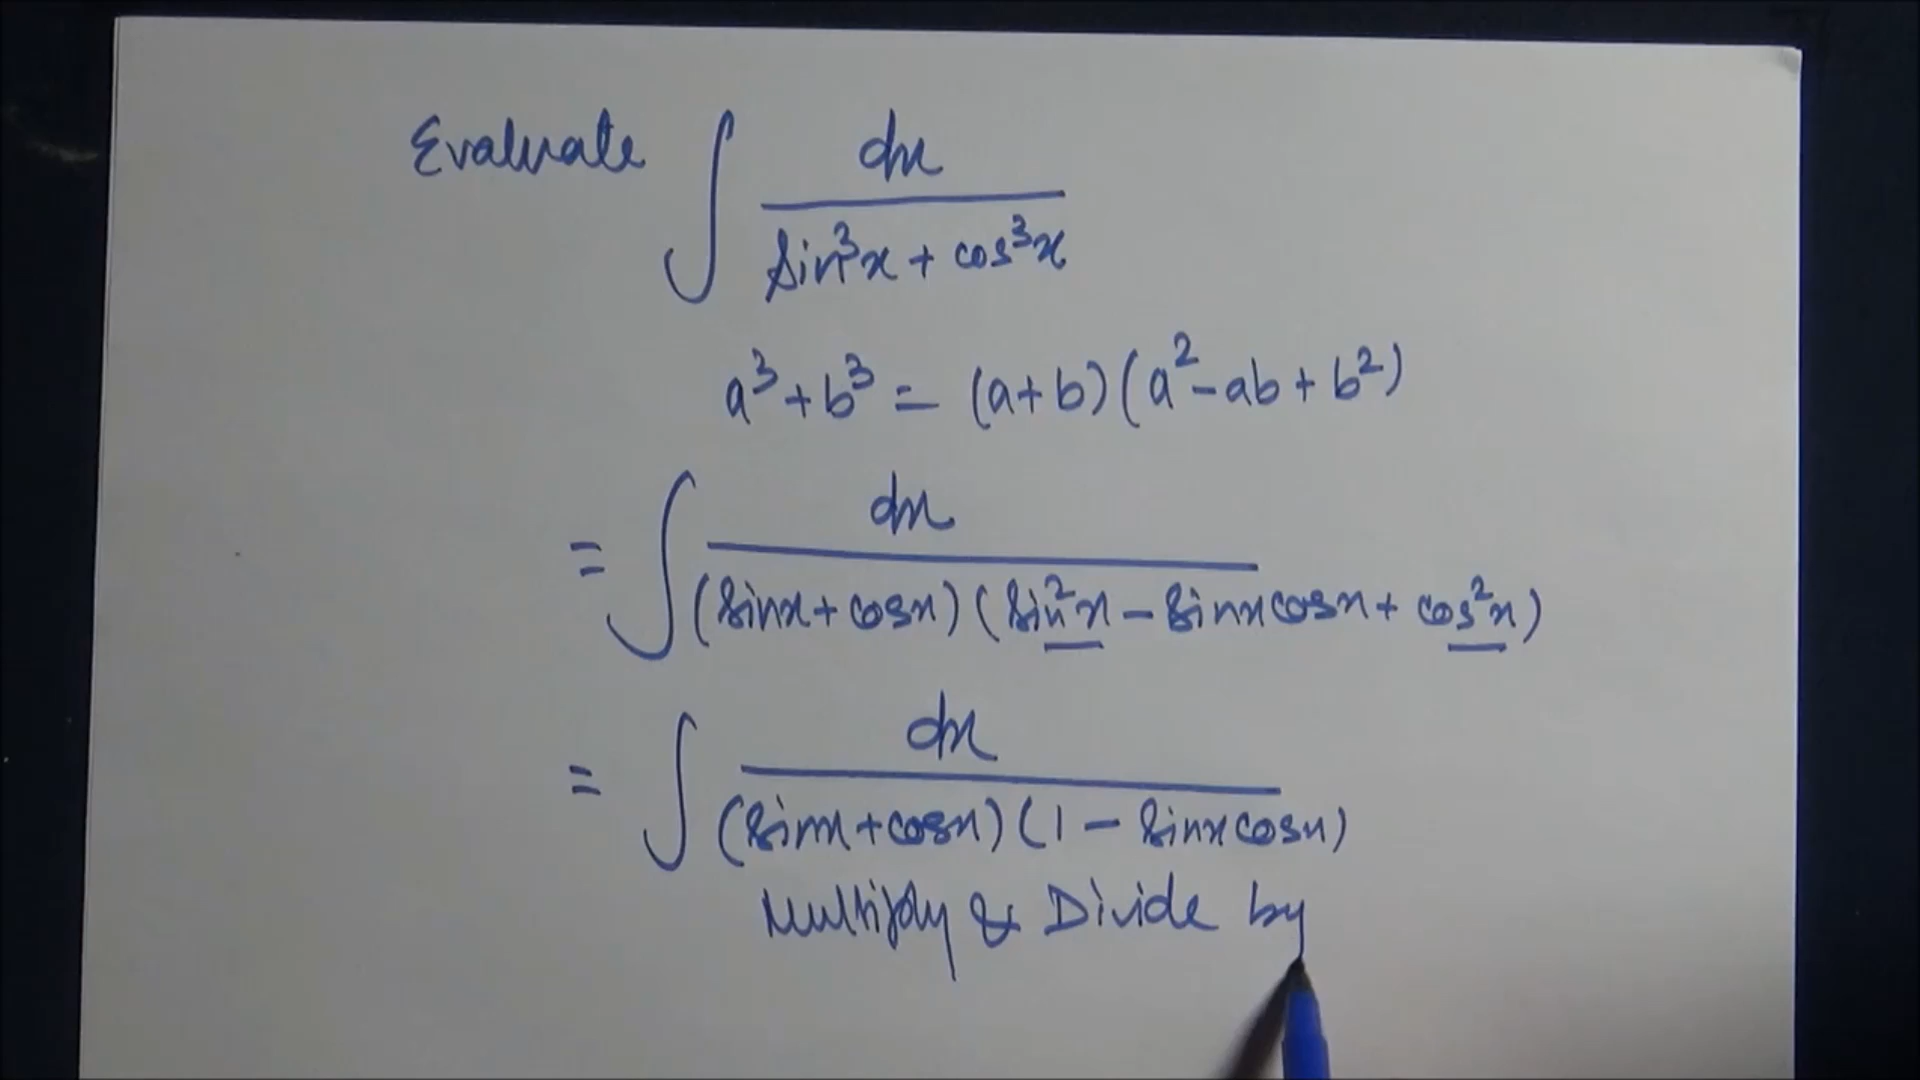 Evaluate ∫ dx / (sin³x + cos³x)
a³ + b³ = (a+b)(a² - ab + b²)
= ∫ dx / (sinx + cosx)(sin²x - sinx cosx + cos²x)
= ∫ dx / (sinx + cosx)(1 - sinx cosx)
Multiply & Divide by